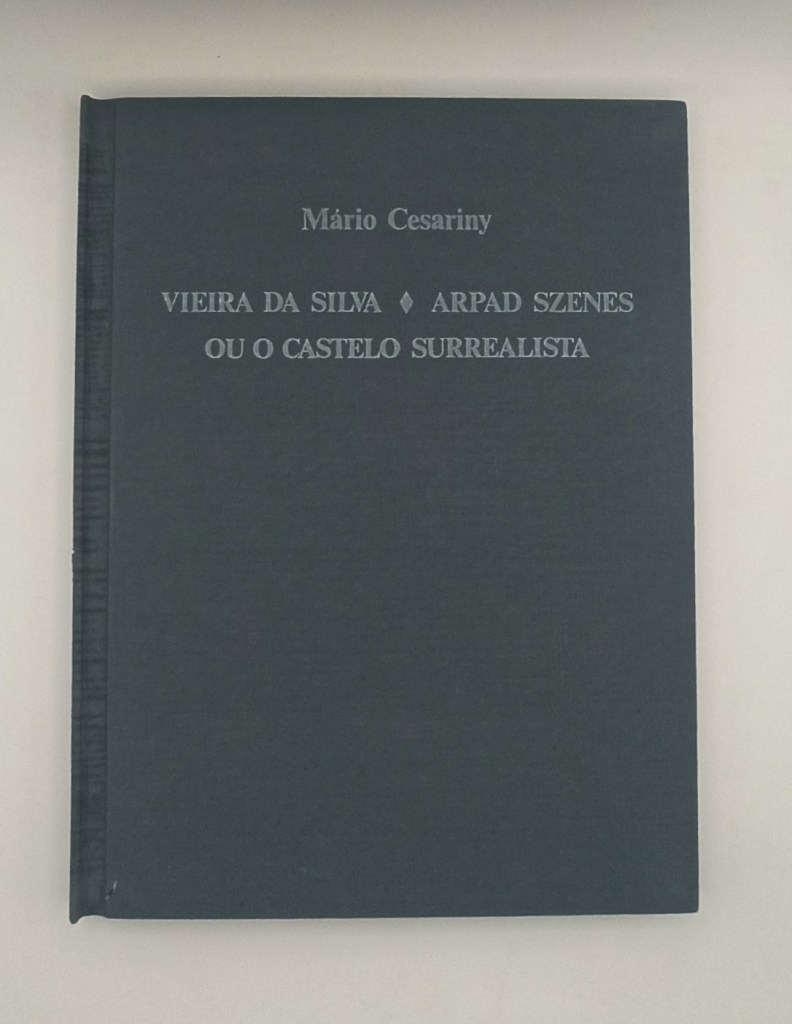 Mário Cesariny
VIEIRA DA SILVA ♦ ARPAD SZENES
OU O CASTELO SURREALISTA